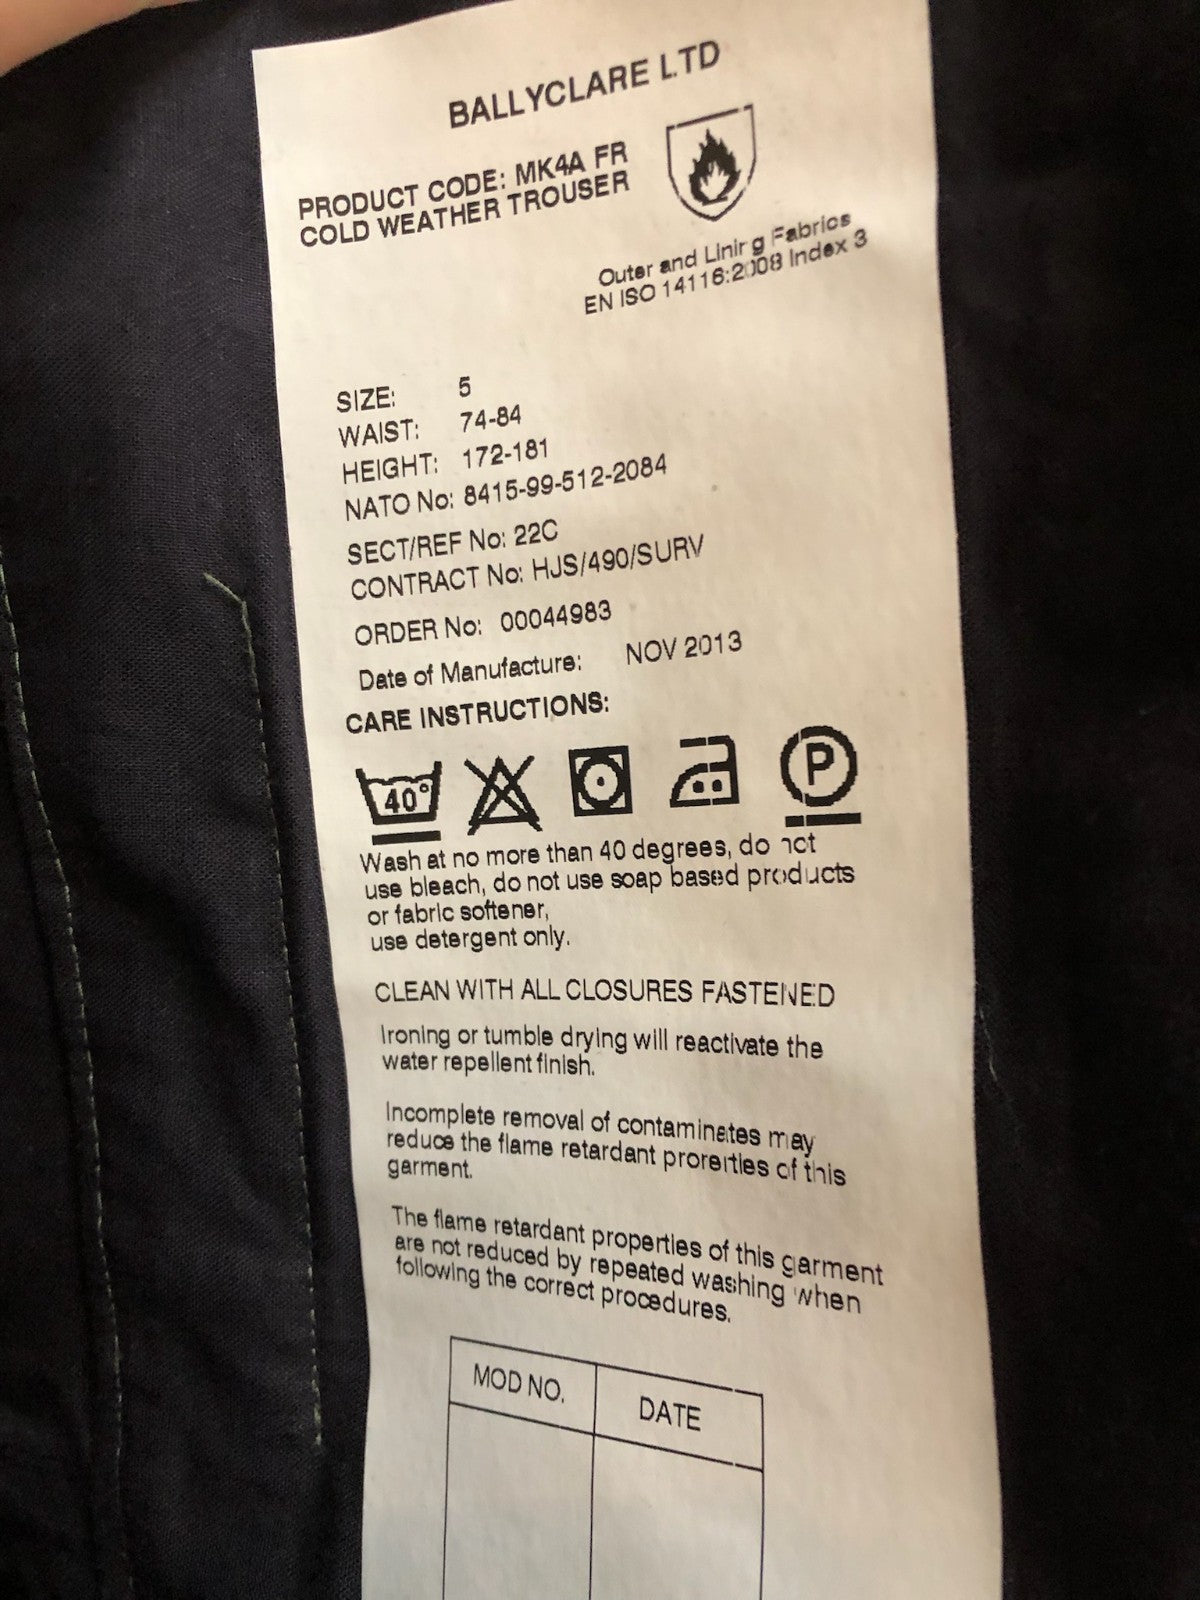 BALLYCLARE LTD
PRODUCT CODE: MK4A FR
COLD WEATHER TROUSER
Outer and Lining Fabrics
EN ISO 14116:2008 Index 3
SIZE: 5
WAIST: 74-84
HEIGHT: 172-181
NATO No: 8415-99-512-2084
SECT/REF No: 22C
CONTRACT No: HJS/490/SURV
ORDER No: 00044983
Date of Manufacture: NOV 2013
CARE INSTRUCTIONS:
40° P
Wash at no more than 40 degrees, do not
use bleach, do not use soap based products
or fabric softener,
use detergent only.
CLEAN WITH ALL CLOSURES FASTENED
Ironing or tumble drying will reactivate the
water repellent finish.
Incomplete removal of contaminates may
reduce the flame retardant prorerties of this
garment.
The flame retardant properties of this garment
are not reduced by repeated washing when
following the correct procedures.
MOD NO. DATE